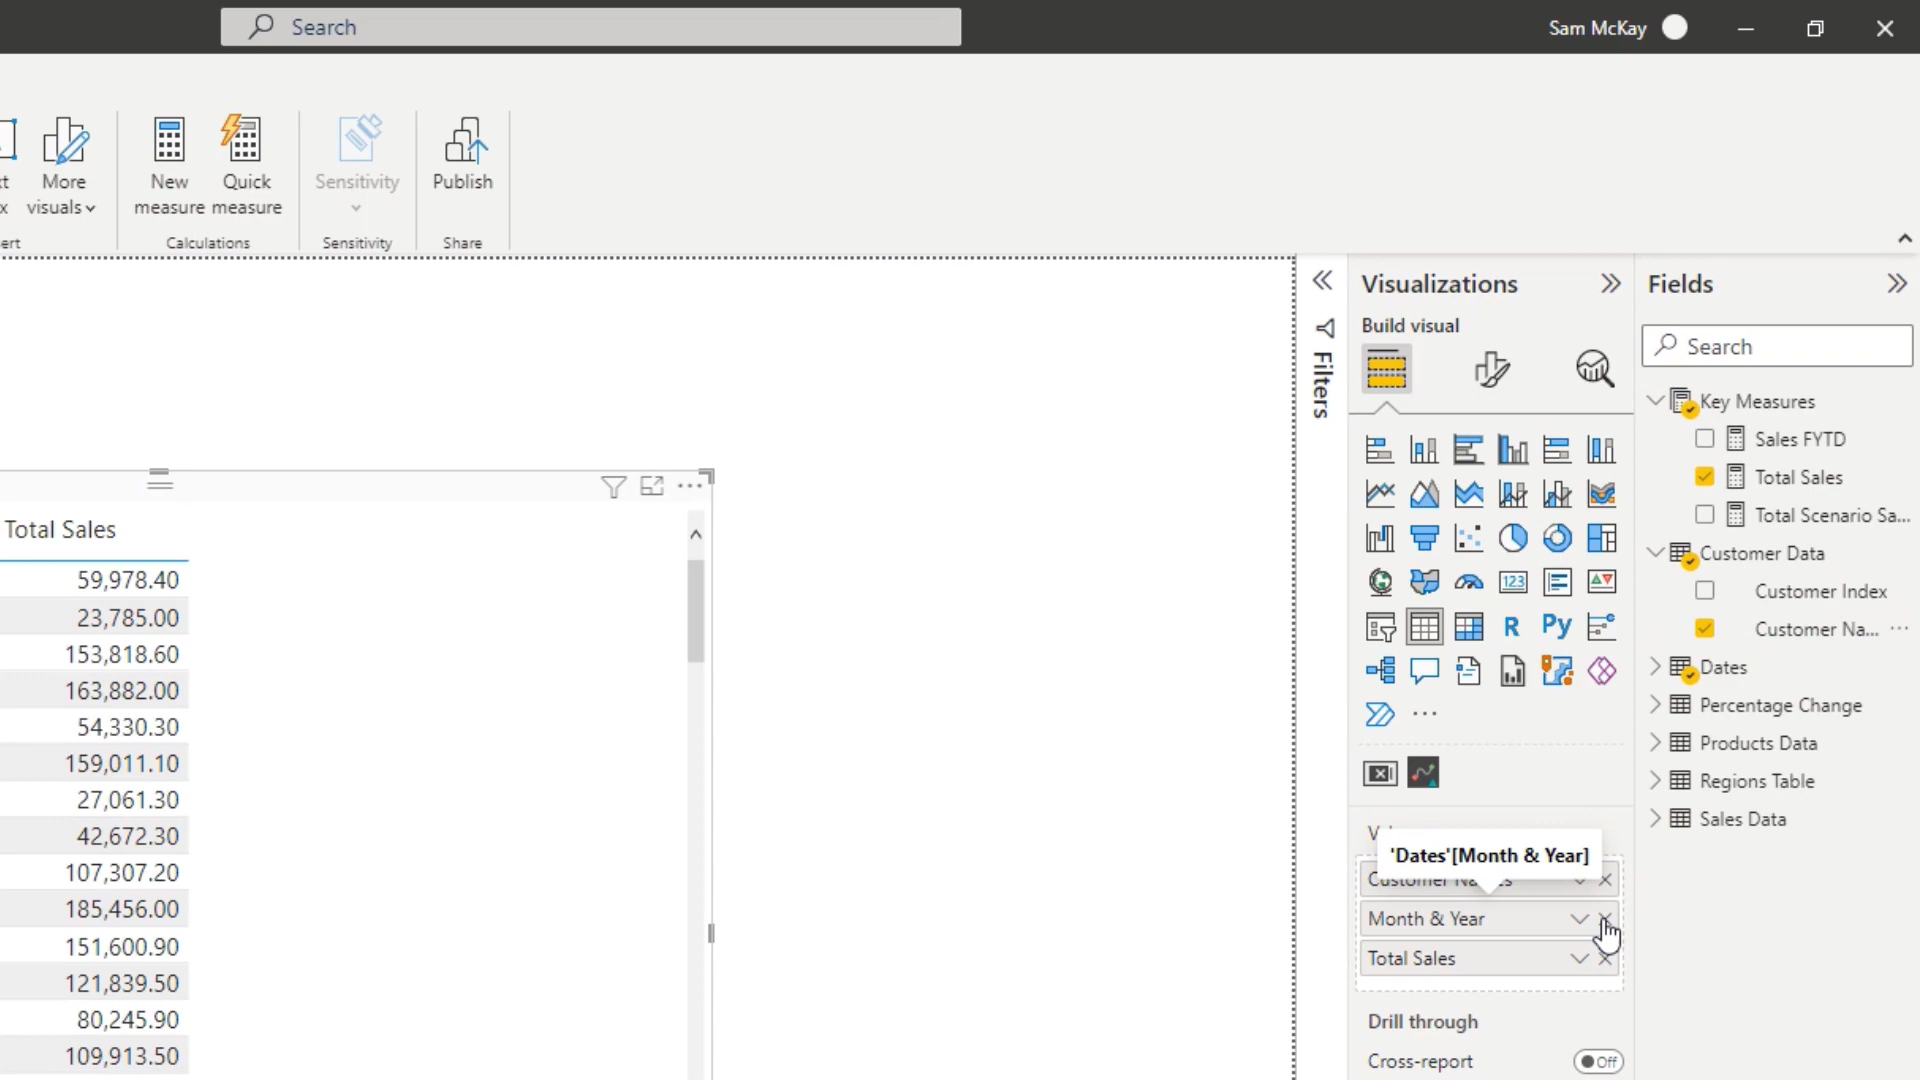 Search
Sam McKay
More
visuals
New
measure
Quick
measure
Sensitivity
Publish
ert
Calculations
Sensitivity
Share
Visualizations
Fields
Build visual
Search
Filters
Key Measures
Sales FYTD
Total Sales
Total Scenario Sa...
Customer Data
Customer Index
Customer Na...
Dates
Percentage Change
Products Data
Regions Table
Sales Data
Total Sales
59,978.40
23,785.00
153,818.60
163,882.00
54,330.30
159,011.10
27,061.30
42,672.30
107,307.20
185,456.00
151,600.90
121,839.50
80,245.90
109,913.50
123
R
Py
'Dates'[Month & Year]
Month & Year
Total Sales
Drill through
Cross-report
Off